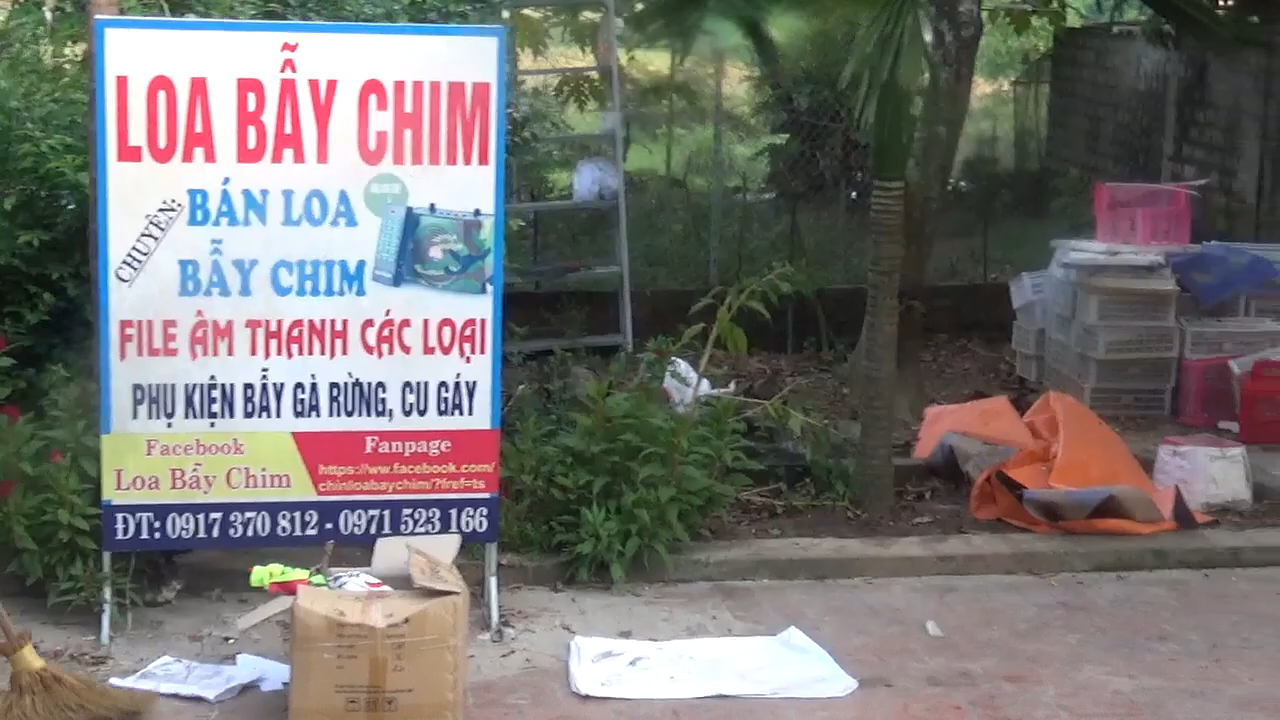 LOA BẪY CHIM
CHUYÊN:
BÁN LOA
BẪY CHIM
FILE ÂM THANH CÁC LOẠI
PHỤ KIỆN BẪY GÀ RỪNG, CU GÁY
Facebook
Loa Bẫy Chim
Fanpage
https://ww.facebook.com/
chinloabaychim/?fref=ts
ĐT: 0917 370 812 - 0971 523 166